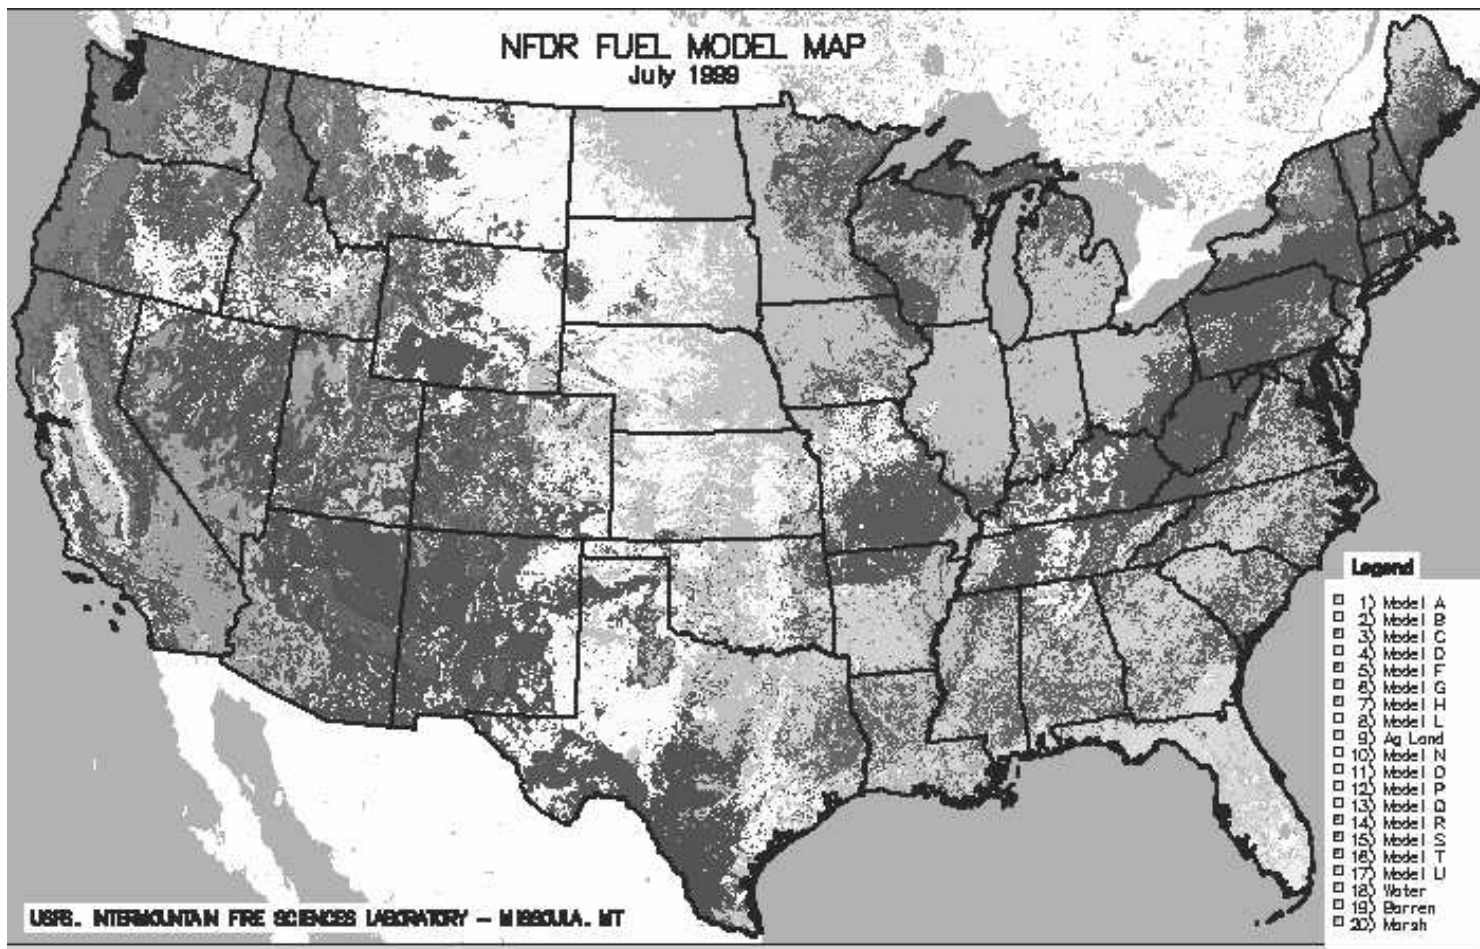 NFDR FUEL MODEL MAP
July 1999
Legend
1) Model A
2) Model B
3) Model C
4) Model D
5) Model F
6) Model G
7) Model H
8) Model L
9) Ag Land
10) Model N
11) Model O
12) Model P
13) Model Q
14) Model R
15) Model S
16) Model T
17) Model U
18) Water
19) Barren
20) Marsh
USFS. INTERMOUNTAIN FIRE SCIENCES LABORATORY - MISSOULA. MT